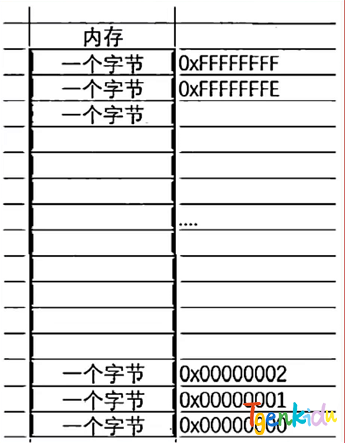 内存
一个字节 0xFFFFFFFF
一个字节 0xFFFFFFFE
一个字节
....
一个字节 0x00000002
一个字节 0x00000001
一个字节 0x00000000
Tgenkidu